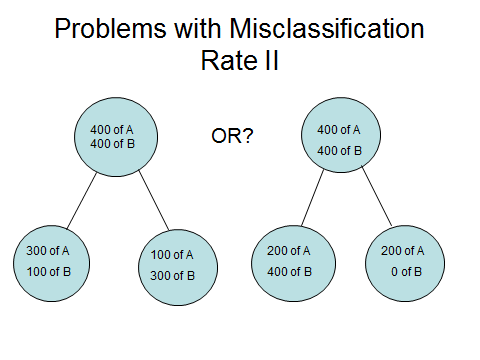 Problems with Misclassification
Rate II
400 of A
400 of B
OR?
400 of A
400 of B
300 of A
100 of B
100 of A
300 of B
200 of A
400 of B
200 of A
0 of B